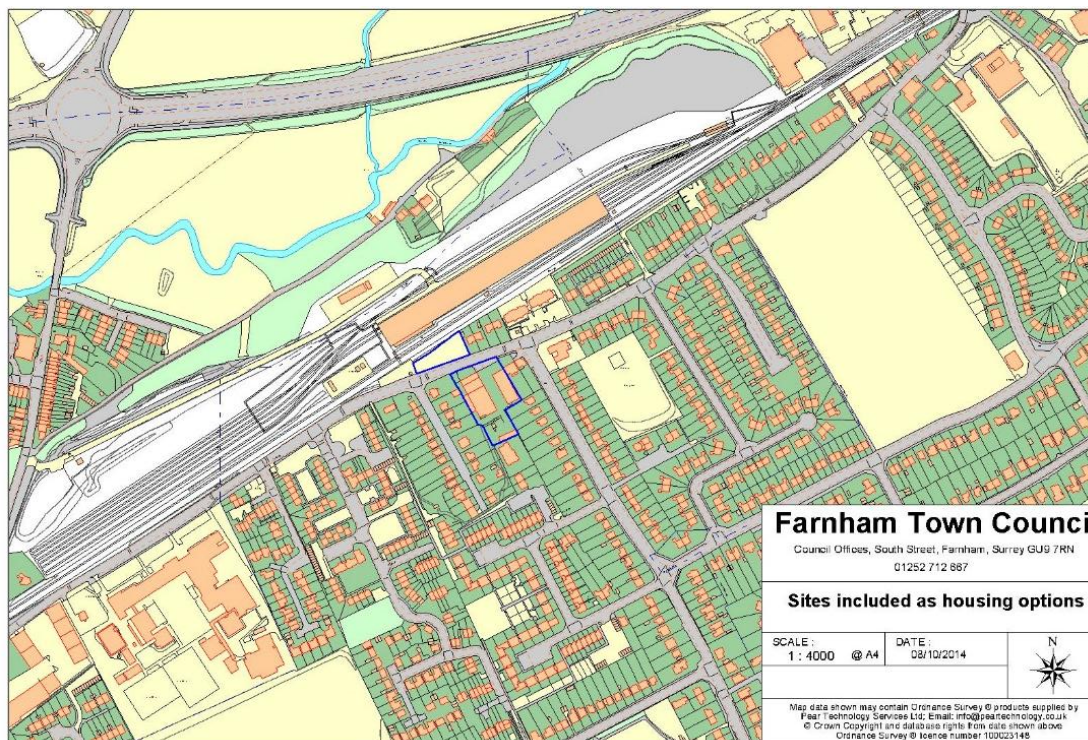 Farnham Town Counci
Council Offices, South Street, Farnham, Surrey GU9 7RN
01252 712 667
Sites included as housing options
SCALE :
1 : 4000 @ A4
DATE :
08/10/2014
N
Map data shown may contain Ordnance Survey © products supplied by
Pear Technology Services Ltd; Email: info@peartechnology.co.uk
© Crown Copyright and database rights from date shown above
Ordnance Survey © licence number 100023148